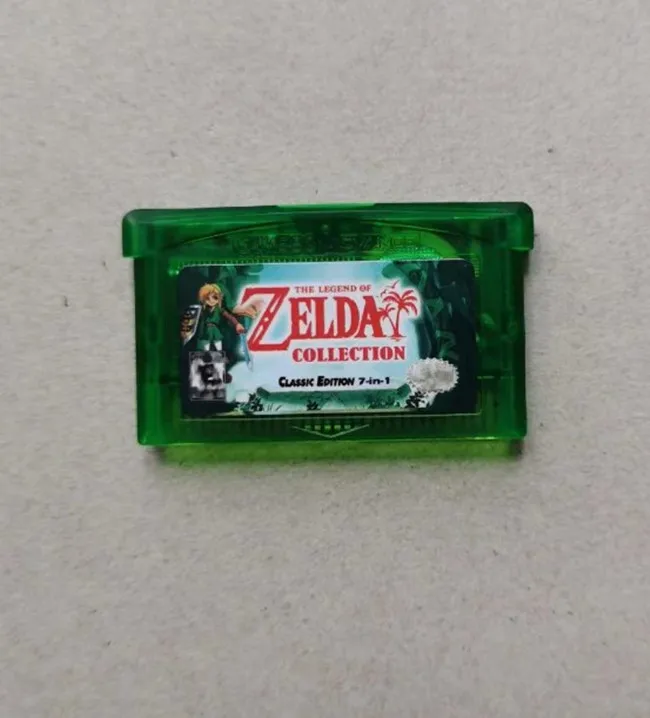 THE LEGEND OF
ZELDA
COLLECTION
CLASSIC EDITION 7-in-1
E